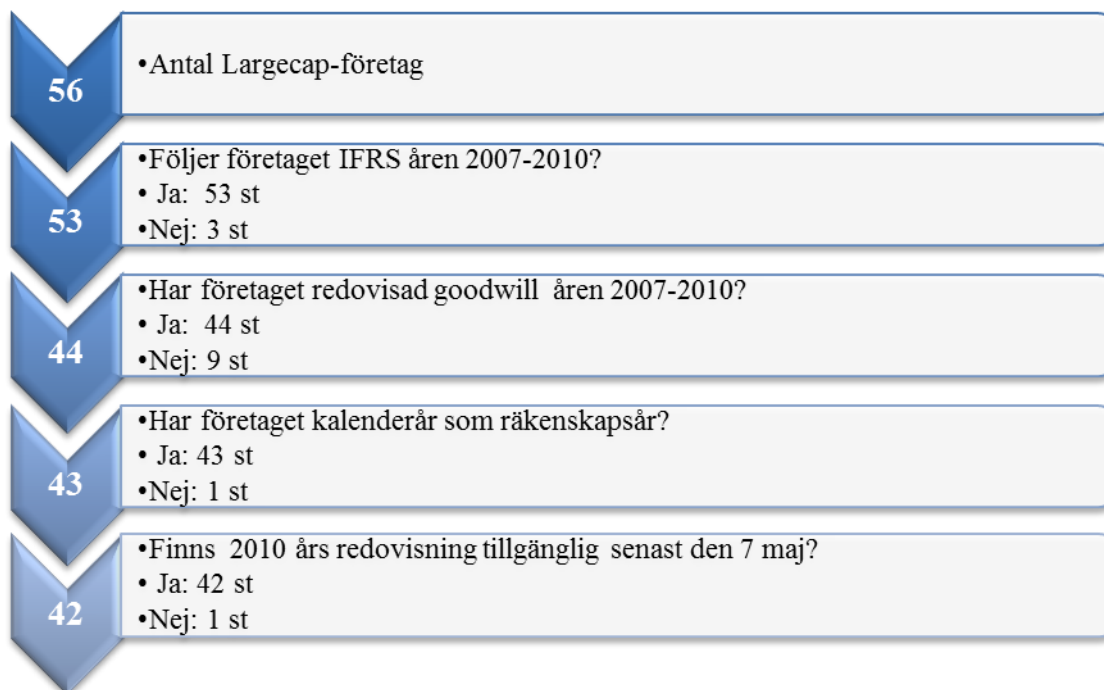 56
•Antal Largecap-företag
53
•Följer företaget IFRS åren 2007-2010?
• Ja: 53 st
•Nej: 3 st
44
•Har företaget redovisad goodwill åren 2007-2010?
• Ja: 44 st
•Nej: 9 st
43
•Har företaget kalenderår som räkenskapsår?
• Ja: 43 st
•Nej: 1 st
42
•Finns 2010 års redovisning tillgänglig senast den 7 maj?
• Ja: 42 st
•Nej: 1 st